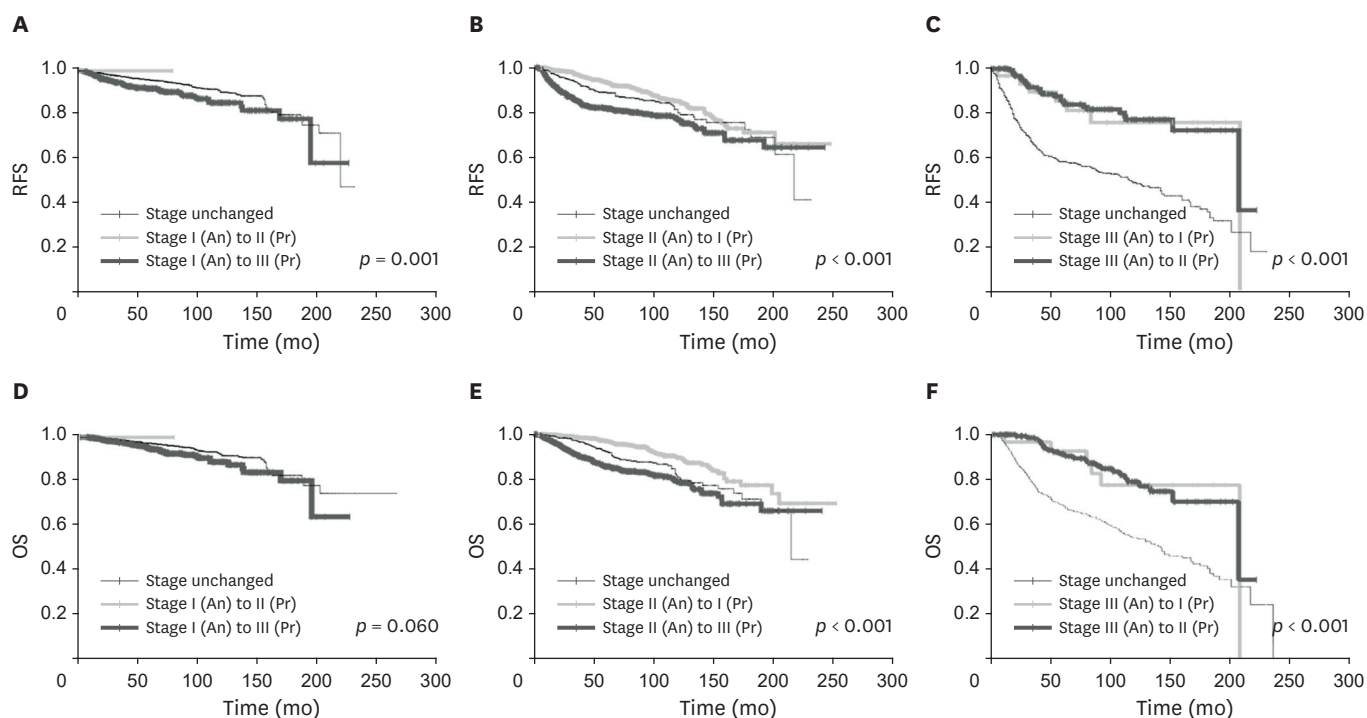 A
RFS
1.0
0.8
0.6
0.4
0.2
Stage unchanged
Stage I (An) to II (Pr)
Stage I (An) to III (Pr)
p = 0.001
0 50 100 150 200 250 300
Time (mo)
B
RFS
1.0
0.8
0.6
0.4
0.2
Stage unchanged
Stage II (An) to I (Pr)
Stage II (An) to III (Pr)
p < 0.001
0 50 100 150 200 250 300
Time (mo)
C
RFS
1.0
0.8
0.6
0.4
0.2
Stage unchanged
Stage III (An) to I (Pr)
Stage III (An) to II (Pr)
p < 0.001
0 50 100 150 200 250 300
Time (mo)
D
OS
1.0
0.8
0.6
0.4
0.2
Stage unchanged
Stage I (An) to II (Pr)
Stage I (An) to III (Pr)
p = 0.060
0 50 100 150 200 250 300
Time (mo)
E
OS
1.0
0.8
0.6
0.4
0.2
Stage unchanged
Stage II (An) to I (Pr)
Stage II (An) to III (Pr)
p < 0.001
0 50 100 150 200 250 300
Time (mo)
F
OS
1.0
0.8
0.6
0.4
0.2
Stage unchanged
Stage III (An) to I (Pr)
Stage III (An) to II (Pr)
p < 0.001
0 50 100 150 200 250 300
Time (mo)